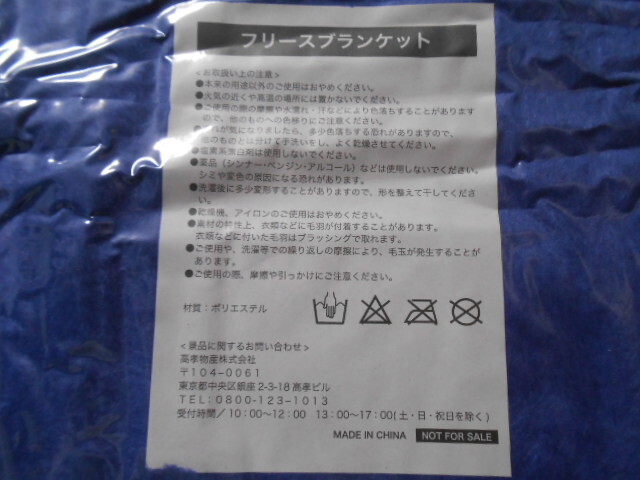 フリースブランケット
<お取扱い上の注意>
●本来の用途以外のご使用はおやめください。
●火気の近くや高温の場所には置かないでください。
●ご使用の際の摩擦や水濡れ・汗などにより色落ちすることがありますので、他のものへの色移りにご注意ください。
れが気になりましたら、多少色落ちする恐れがありますので、
他のものとは分けて手洗いをし、よく乾燥させてください。
●塩素系漂白剤は使用しないでください。
●薬品（シンナー・ベンジン・アルコール）などは使用しないでください。
シミや変色の原因になる恐れがあります。
●洗濯後に多少変形することがありますので、形を整えて干してくださ
い。
●乾燥機、アイロンのご使用はおやめください。
●素材の特性上、衣類などに毛羽が付着することがあります。
衣類などに付いた毛羽はブラッシングで取れます。
●ご使用や、洗濯等での繰り返しの摩擦により、毛玉が発生することが
あります。
●ご使用の際、摩擦や引っかけにご注意ください。
材質：ポリエステル
<景品に関するお問い合わせ>
高孝物産株式会社
〒104-0061
東京都中央区銀座2-3-18 高孝ビル
TEL：0800-123-1013
受付時間／10:00～12:00 13:00～17:00(土・日・祝日を除く)
MADE IN CHINA NOT FOR SALE